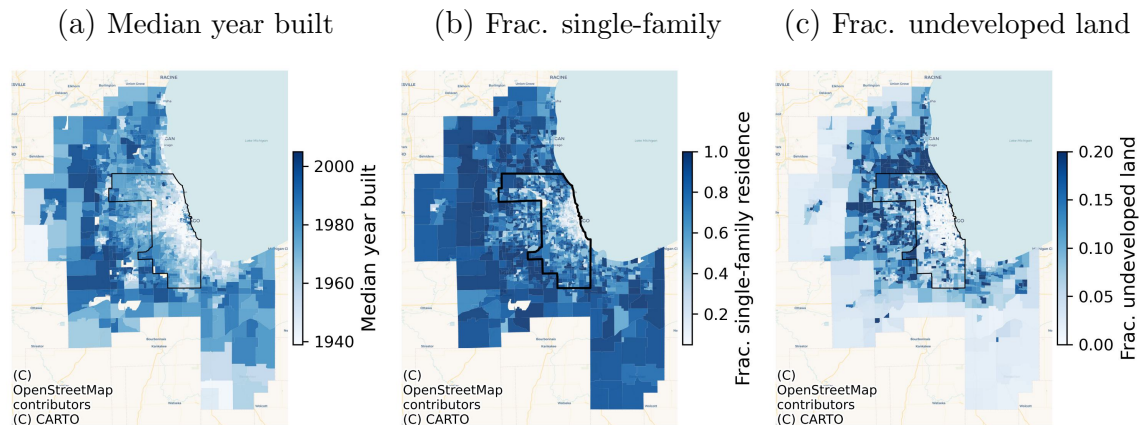 (a) Median year built
(b) Frac. single-family
(c) Frac. undeveloped land
RACINE
2000
1980
1960
1940
Median year built
(C)
OpenStreetMap
contributors
(C) CARTO
RACINE
1.0
0.8
0.6
0.4
0.2
Frac. single-family residence
(C)
OpenStreetMap
contributors
(C) CARTO
RACINE
0.20
0.15
0.10
0.05
0.00
Frac. undeveloped land
(C)
OpenStreetMap
contributors
(C) CARTO